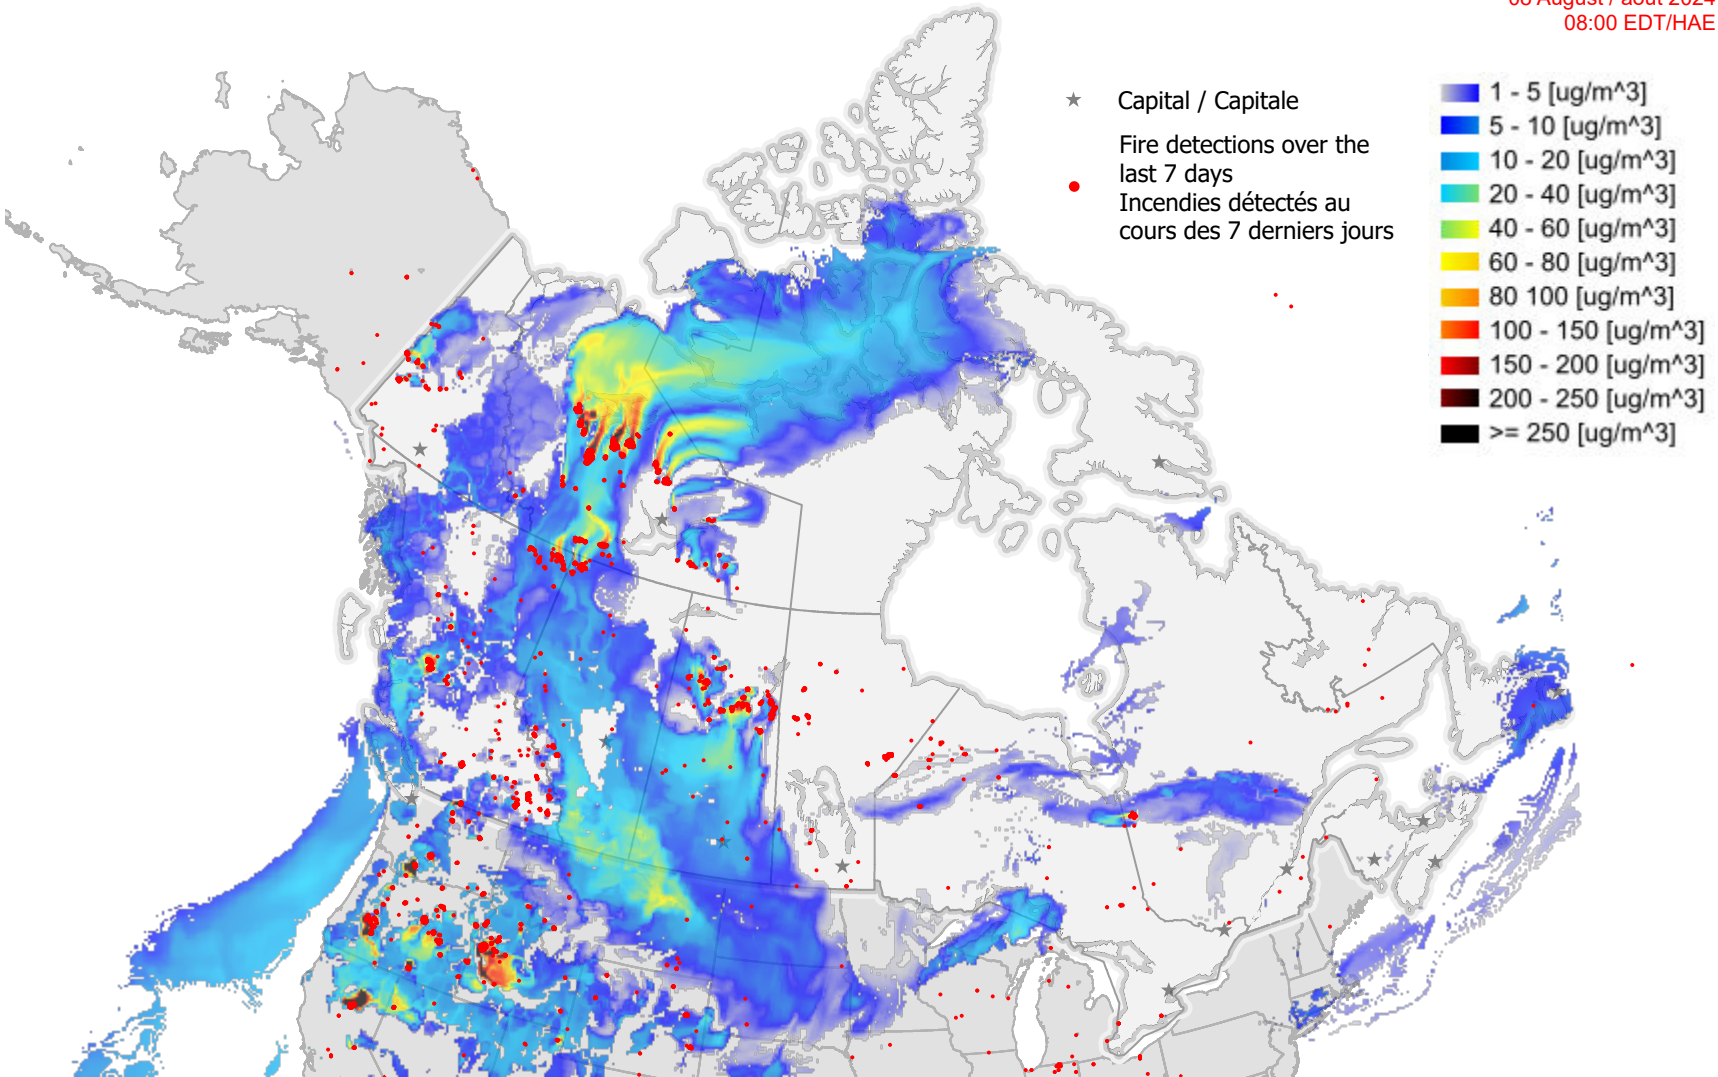 August / août 2024
08:00 EDT/HAE
Capital / Capitale
Fire detections over the
last 7 days
Incendies détectés au
cours des 7 derniers jours
1 - 5 [ug/m^3]
5 - 10 [ug/m^3]
10 - 20 [ug/m^3]
20 - 40 [ug/m^3]
40 - 60 [ug/m^3]
60 - 80 [ug/m^3]
80 100 [ug/m^3]
100 - 150 [ug/m^3]
150 - 200 [ug/m^3]
200 - 250 [ug/m^3]
>= 250 [ug/m^3]